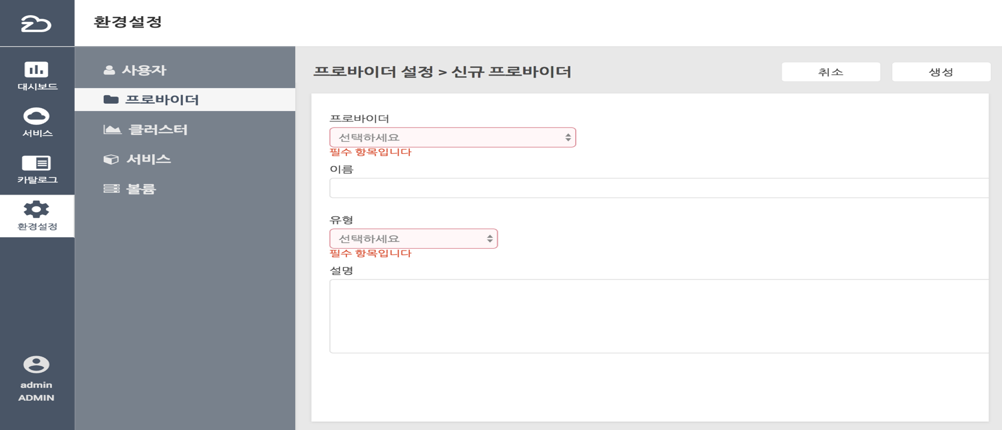 환경설정
대시보드
서비스
카탈로그
환경설정
admin
ADMIN
사용자
프로바이더
클러스터
서비스
볼륨
프로바이더 설정 > 신규 프로바이더
취소
생성
프로바이더
선택하세요
필수 항목입니다
이름
유형
선택하세요
필수 항목입니다
설명